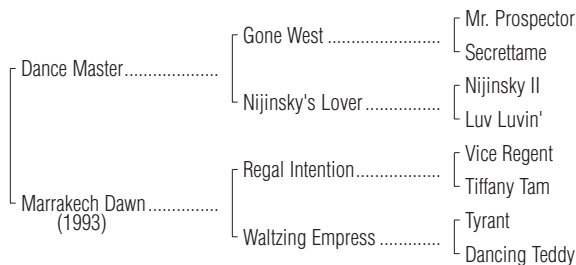 Mr. Prospector
Gone West ........................
Secrettame
Dance Master....................
Nijinsky II
Nijinsky's Lover ................
Luv Luvin'
Vice Regent
Regal Intention..................
Tiffany Tam
Marrakech Dawn ...............
(1993)
Tyrant
Waltzing Empress .............
Dancing Teddy